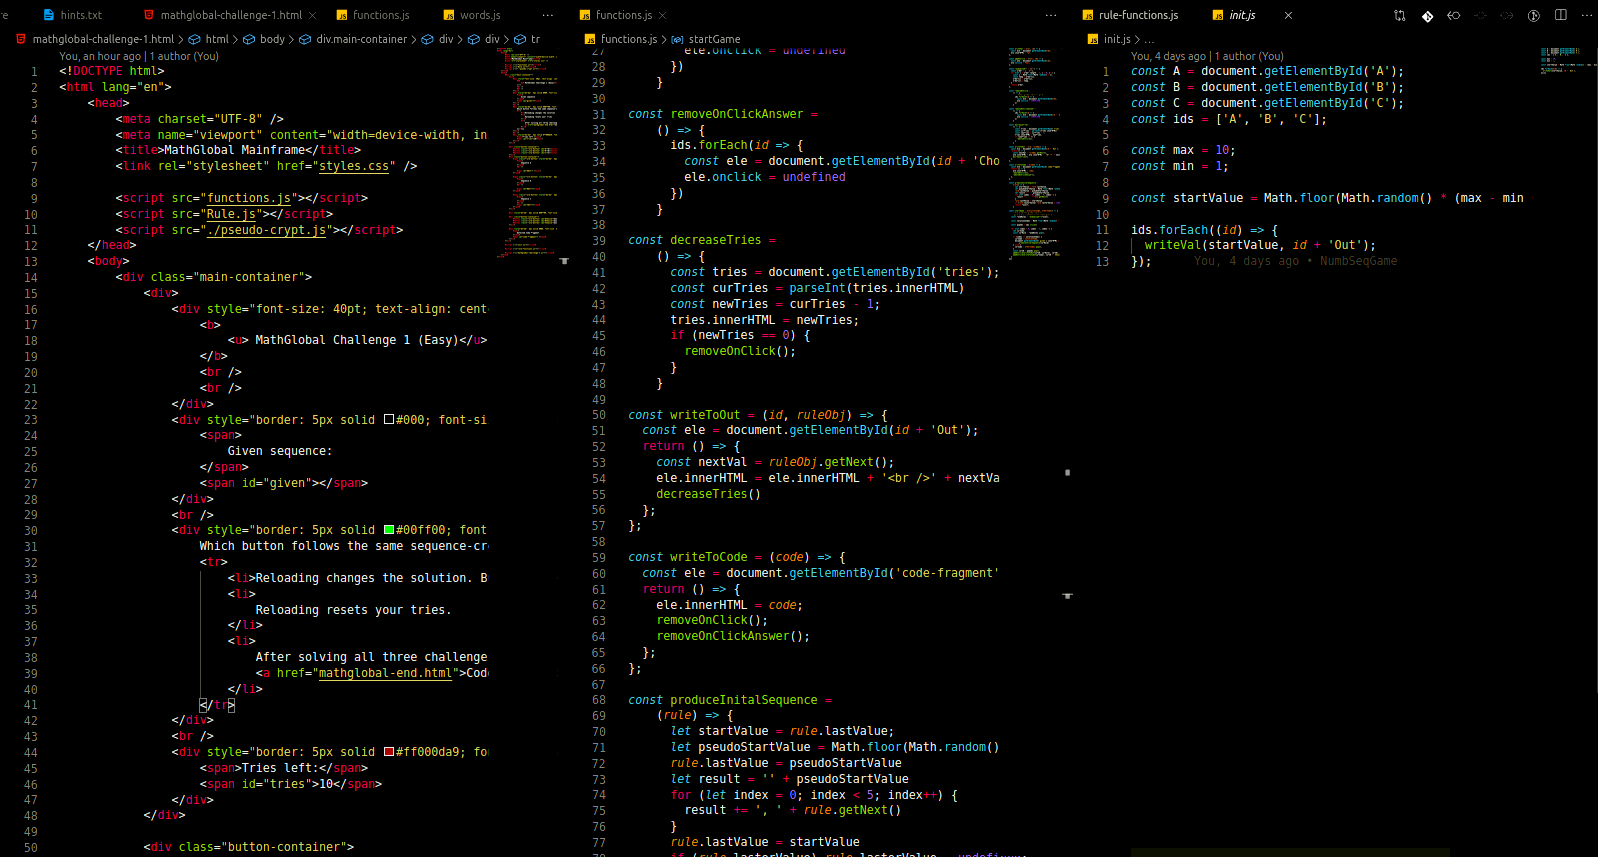 re hints.txt mathglobal-challenge-1.html functions.js words.js ···
mathglobal-challenge-1.html > html > body > div.main-container > div > div > tr
You, an hour ago | 1 author (You)
1 <!DOCTYPE html>
2 <html lang="en">
3 <head>
4 <meta charset="UTF-8" />
5 <meta name="viewport" content="width=device-width, in
6 <title>MathGlobal Mainframe</title>
7 <link rel="stylesheet" href="styles.css" />
8
9 <script src="functions.js"></script>
10 <script src="Rule.js"></script>
11 <script src="./pseudo-crypt.js"></script>
12 </head>
13 <body>
14 <div class="main-container">
15 <div>
16 <div style="font-size: 40pt; text-align: cente
17 <b>
18 <u> MathGlobal Challenge 1 (Easy)</u>
19 </b>
20 <br />
21 <br />
22 </div>
23 <div style="border: 5px solid #000; font-si
24 <span>
25 Given sequence:
26 </span>
27 <span id="given"></span>
28 </div>
29 <br />
30 <div style="border: 5px solid #00ff00; font
31 Which button follows the same sequence-cr
32 <tr>
33 <li>Reloading changes the solution. B
34 <li>
35 Reloading resets your tries.
36 </li>
37 <li>
38 After solving all three challenge
39 <a href="mathglobal-end.html">Code
40 </li>
41 </tr>
42 </div>
43 <br />
44 <div style="border: 5px solid #ff000da9; fo
45 <span>Tries left:</span>
46 <span id="tries">10</span>
47 </div>
48 </div>
49
50 <div class="button-container">
functions.js ···
functions.js > startGame
27 ele.onclick = undefined
28 })
29 }
30
31 const removeOnClickAnswer =
32 () => {
33 ids.forEach(id => {
34 const ele = document.getElementById(id + 'Cho
35 ele.onclick = undefined
36 })
37 }
38
39 const decreaseTries =
40 () => {
41 const tries = document.getElementById('tries');
42 const curTries = parseInt(tries.innerHTML)
43 const newTries = curTries - 1;
44 tries.innerHTML = newTries;
45 if (newTries == 0) {
46 removeOnClick();
47 }
48 }
49
50 const writeToOut = (id, ruleObj) => {
51 const ele = document.getElementById(id + 'Out');
52 return () => {
53 const nextVal = ruleObj.getNext();
54 ele.innerHTML = ele.innerHTML + '<br />' + nextVa
55 decreaseTries()
56 };
57 };
58
59 const writeToCode = (code) => {
60 const ele = document.getElementById('code-fragment'
61 return () => {
62 ele.innerHTML = code;
63 removeOnClick();
64 removeOnClickAnswer();
65 };
66 };
67
68 const produceInitalSequence =
69 (rule) => {
70 let startValue = rule.lastValue;
71 let pseudoStartValue = Math.floor(Math.random()
72 rule.lastValue = pseudoStartValue
73 let result = '' + pseudoStartValue
74 for (let index = 0; index < 5; index++) {
75 result += ', ' + rule.getNext()
76 }
77 rule.lastValue = startValue
rule-functions.js init.js ···
init.js > ...
You, 4 days ago | 1 author (You)
1 const A = document.getElementById('A');
2 const B = document.getElementById('B');
3 const C = document.getElementById('C');
4 const ids = ['A', 'B', 'C'];
5
6 const max = 10;
7 const min = 1;
8
9 const startValue = Math.floor(Math.random() * (max - min
10
11 ids.forEach((id) => {
12 writeVal(startValue, id + 'Out');
13 }); You, 4 days ago • NumbSeqGame